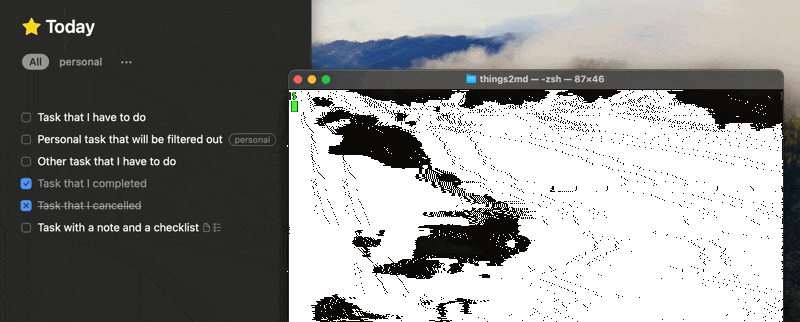 Today
All personal ...
Task that I have to do
Personal task that will be filtered out personal
Other task that I have to do
Task that I completed
Task that I cancelled
Task with a note and a checklist
things2md — -zsh — 87×46
$